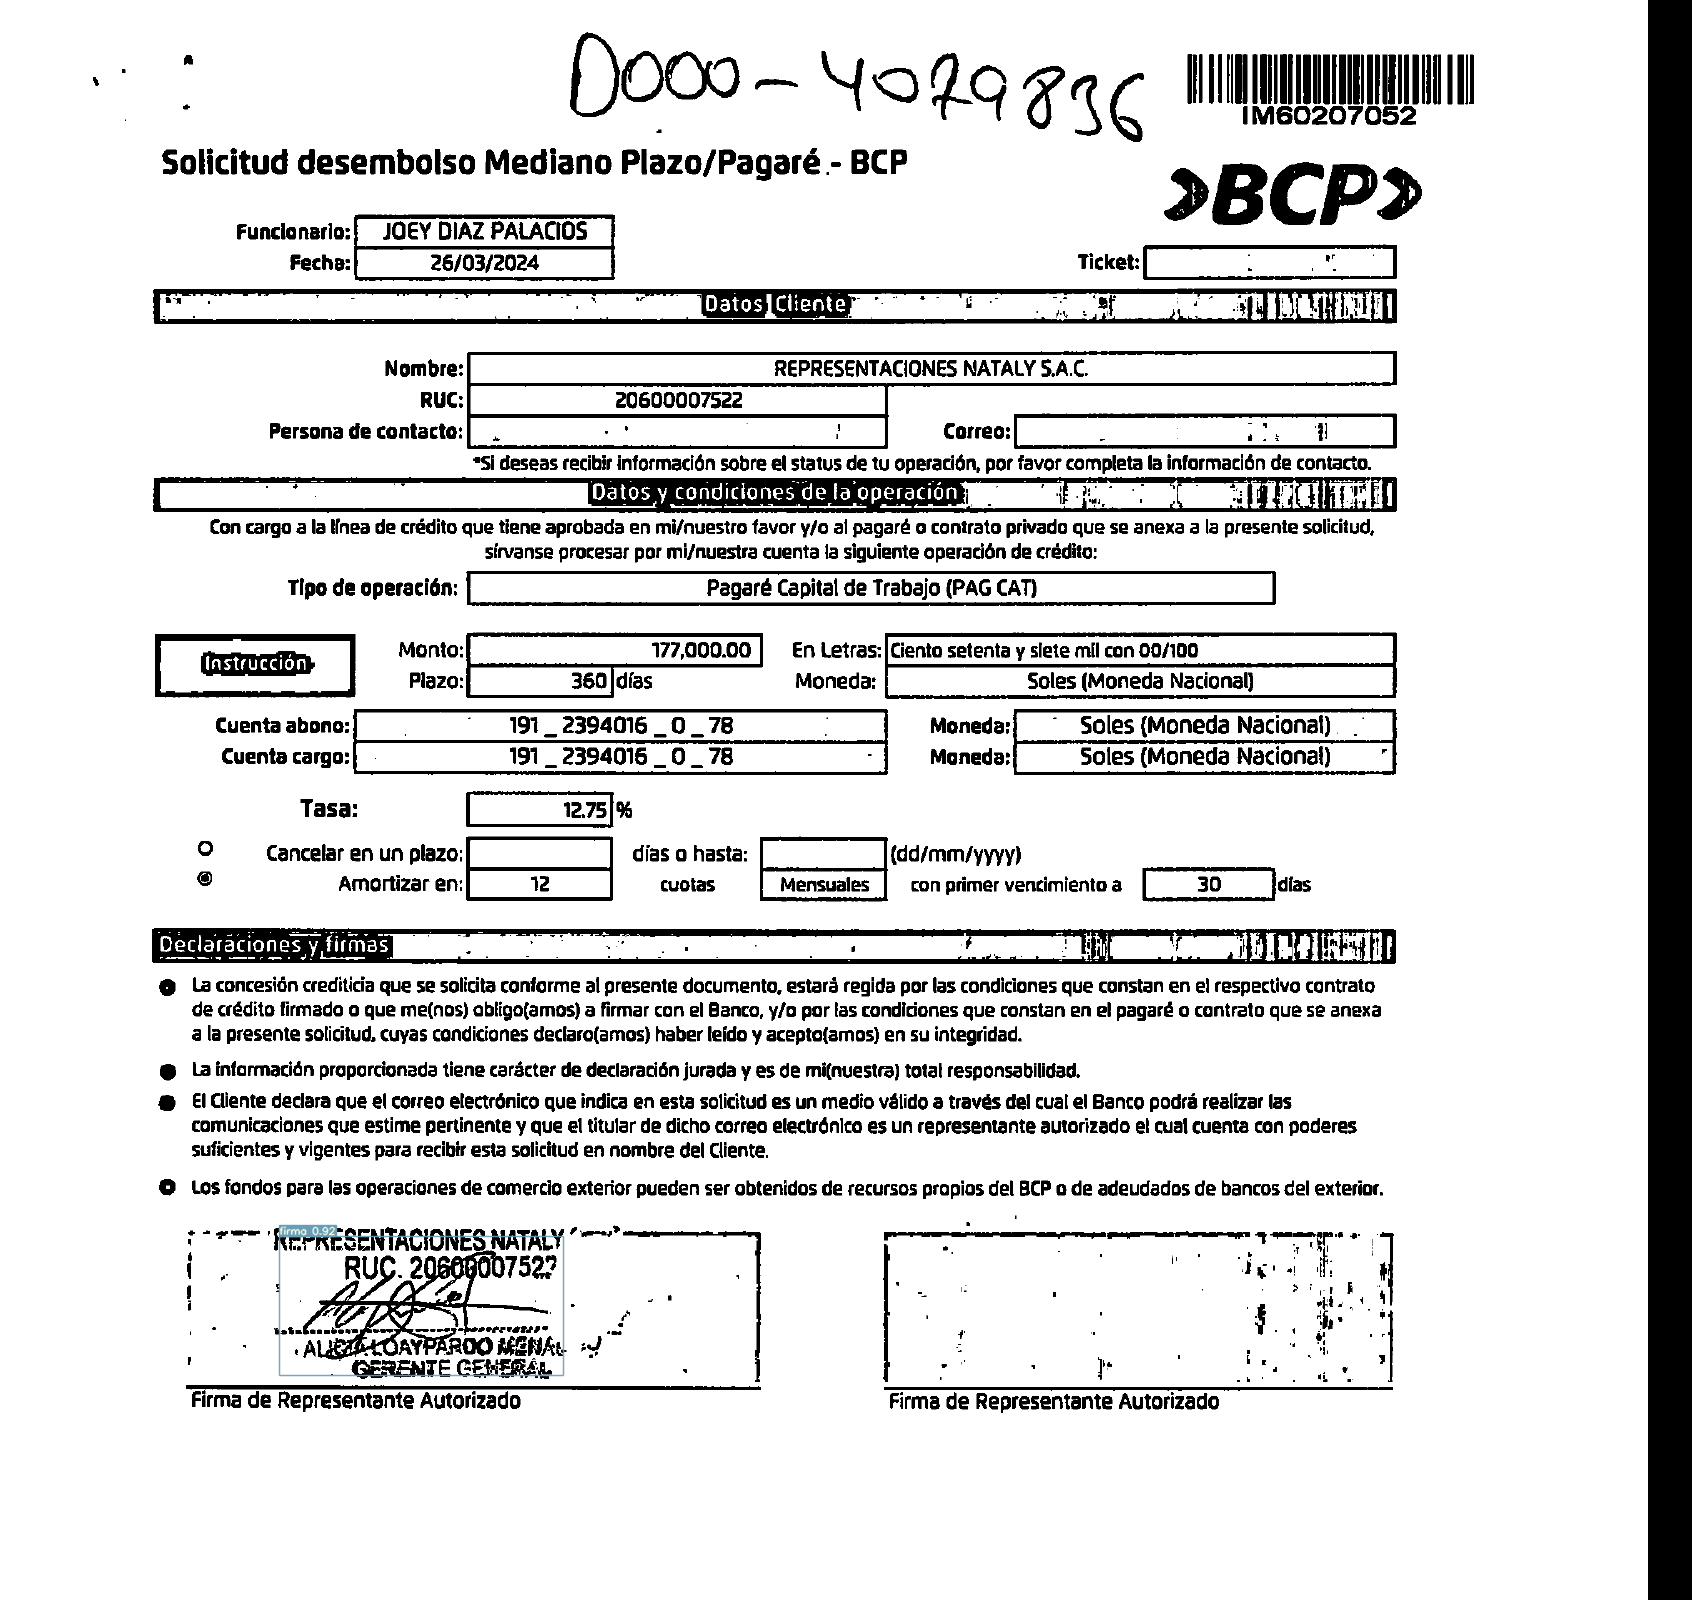 D000-4079836
IM60207052
Solicitud desembolso Mediano Plazo/Pagaré.- BCP
BCP
Funcionario: JOEY DIAZ PALACIOS
Fecha: 26/03/2024
Ticket:
Datos Cliente
Nombre: REPRESENTACIONES NATALY S.A.C.
RUC: 20600007522
Persona de contacto:
Correo:
*Si deseas recibir información sobre el status de tu operación, por favor completa la información de contacto.
Datos y condiciones de la operación
Con cargo a la línea de crédito que tiene aprobada en mi/nuestro favor y/o al pagaré o contrato privado que se anexa a la presente solicitud,
sírvanse procesar por mi/nuestra cuenta la siguiente operación de crédito:
Tipo de operación: Pagaré Capital de Trabajo (PAG CAT)
Instrucción
Monto: 177,000.00 En Letras: Ciento setenta y siete mil con 00/100
Plazo: 360 días Moneda: Soles (Moneda Nacional)
Cuenta abono: 191 _ 2394016 _ 0 _ 78 Moneda: Soles (Moneda Nacional)
Cuenta cargo: 191 _ 2394016 _ 0 _ 78 Moneda: Soles (Moneda Nacional)
Tasa: 12.75 %
Cancelar en un plazo: días o hasta: (dd/mm/yyyy)
Amortizar en: 12 cuotas Mensuales con primer vencimiento a 30 días
Declaraciones y firmas
La concesión crediticia que se solicita conforme al presente documento, estará regida por las condiciones que constan en el respectivo contrato
de crédito firmado o que me(nos) obligo(amos) a firmar con el Banco, y/o por las condiciones que constan en el pagaré o contrato que se anexa
a la presente solicitud, cuyas condiciones declaro(amos) haber leído y acepto(amos) en su integridad.
La información proporcionada tiene carácter de declaración jurada y es de mi(nuestra) total responsabilidad.
El Cliente declara que el correo electrónico que indica en esta solicitud es un medio válido a través del cual el Banco podrá realizar las
comunicaciones que estime pertinente y que el titular de dicho correo electrónico es un representante autorizado el cual cuenta con poderes
suficientes y vigentes para recibir esta solicitud en nombre del Cliente.
Los fondos para las operaciones de comercio exterior pueden ser obtenidos de recursos propios del BCP o de adeudados de bancos del exterior.
firma 0.92
REPRESENTACIONES NATALY
RUC. 20600007522
ALICIA LOAYPARDO MENA
GERENTE GENERAL
Firma de Representante Autorizado
Firma de Representante Autorizado